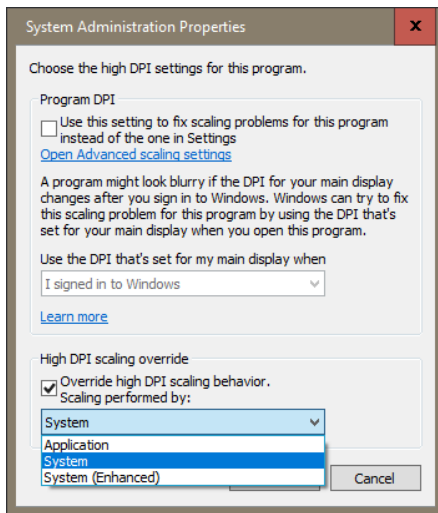 System Administration Properties
x
Choose the high DPI settings for this program.
Program DPI
Use this setting to fix scaling problems for this program
instead of the one in Settings
Open Advanced scaling settings
A program might look blurry if the DPI for your main display
changes after you sign in to Windows. Windows can try to fix
this scaling problem for this program by using the DPI that's
set for your main display when you open this program.
Use the DPI that's set for my main display when
I signed in to Windows
Learn more
High DPI scaling override
Override high DPI scaling behavior.
Scaling performed by:
System
Application
System
System (Enhanced)
Cancel